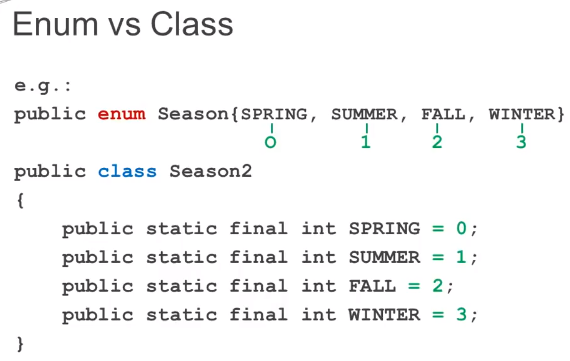 Enum vs Class
e.g.:
public enum Season{SPRING, SUMMER, FALL, WINTER}
0 1 2 3
public class Season2
{
public static final int SPRING = 0;
public static final int SUMMER = 1;
public static final int FALL = 2;
public static final int WINTER = 3;
}